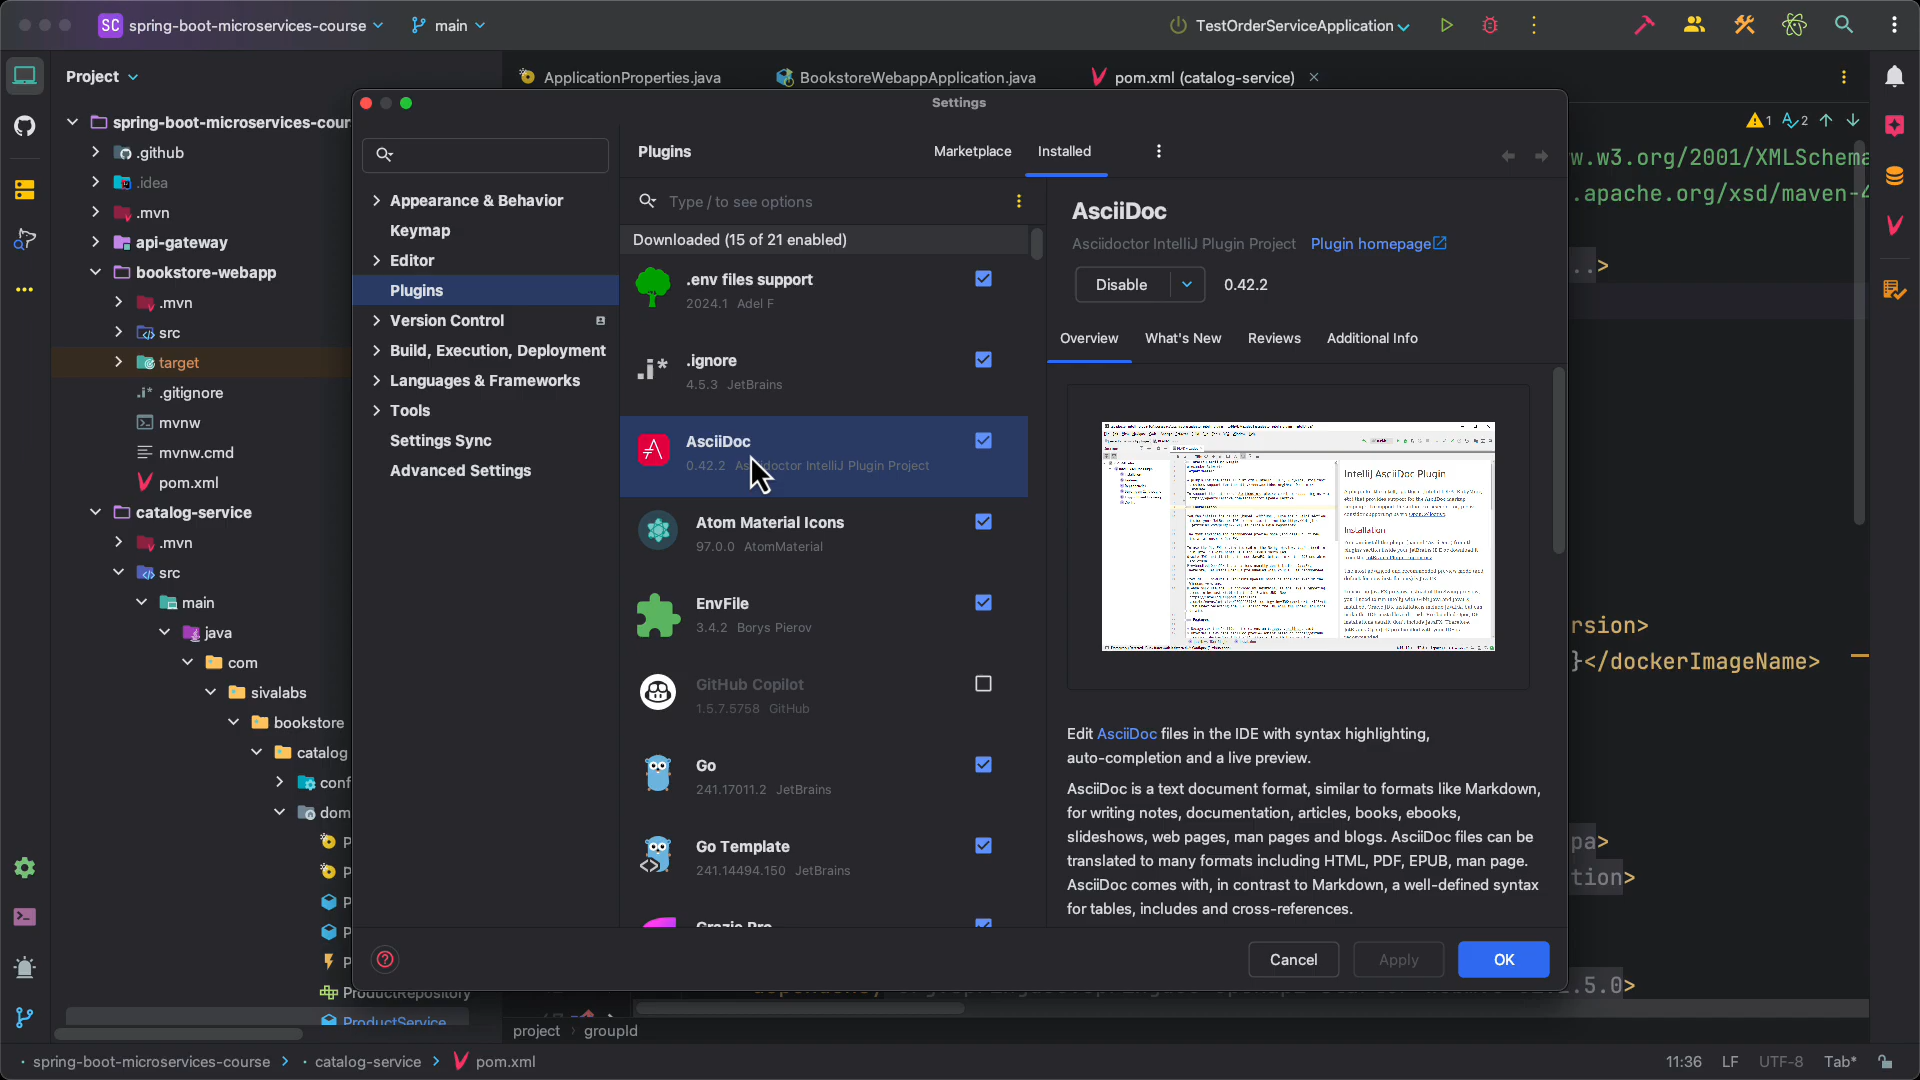 SC spring-boot-microservices-course
main
TestOrderServiceApplication
Project
ApplicationProperties.java
BookstoreWebappApplication.java
pom.xml (catalog-service)
Settings
spring-boot-microservices-cour
.github
.idea
.mvn
api-gateway
bookstore-webapp
.mvn
src
target
.gitignore
mvnw
mvnw.cmd
pom.xml
catalog-service
.mvn
src
main
java
com
sivalabs
bookstore
catalog
conf
dom
P
P
P
P
P
ProductRepository
ProductService
Appearance & Behavior
Keymap
Editor
Plugins
Version Control
Build, Execution, Deployment
Languages & Frameworks
Tools
Settings Sync
Advanced Settings
Plugins
Marketplace
Installed
Type / to see options
Downloaded (15 of 21 enabled)
.env files support
2024.1 Adel F
.ignore
4.5.3 JetBrains
AsciiDoc
0.42.2 Asciidoctor IntelliJ Plugin Project
Atom Material Icons
97.0.0 AtomMaterial
EnvFile
3.4.2 Borys Pierov
GitHub Copilot
1.5.7.5758 GitHub
Go
241.17011.2 JetBrains
Go Template
241.14494.150 JetBrains
Grazie Pro
AsciiDoc
Asciidoctor IntelliJ Plugin Project Plugin homepage
Disable
0.42.2
Overview
What's New
Reviews
Additional Info
IntelliJ AsciiDoc Plugin
Installation
Edit AsciiDoc files in the IDE with syntax highlighting,
auto-completion and a live preview.
AsciiDoc is a text document format, similar to formats like Markdown,
for writing notes, documentation, articles, books, ebooks,
slideshows, web pages, man pages and blogs. AsciiDoc files can be
translated to many formats including HTML, PDF, EPUB, man page.
AsciiDoc comes with, in contrast to Markdown, a well-defined syntax
for tables, includes and cross-references.
Cancel
Apply
OK
1
2
w.w3.org/2001/XMLSchema
.apache.org/xsd/maven-4
..>
rsion>
}</dockerImageName>
pa>
tion>
.5.0>
project
groupId
spring-boot-microservices-course
catalog-service
pom.xml
11:36
LF
UTF-8
Tab*